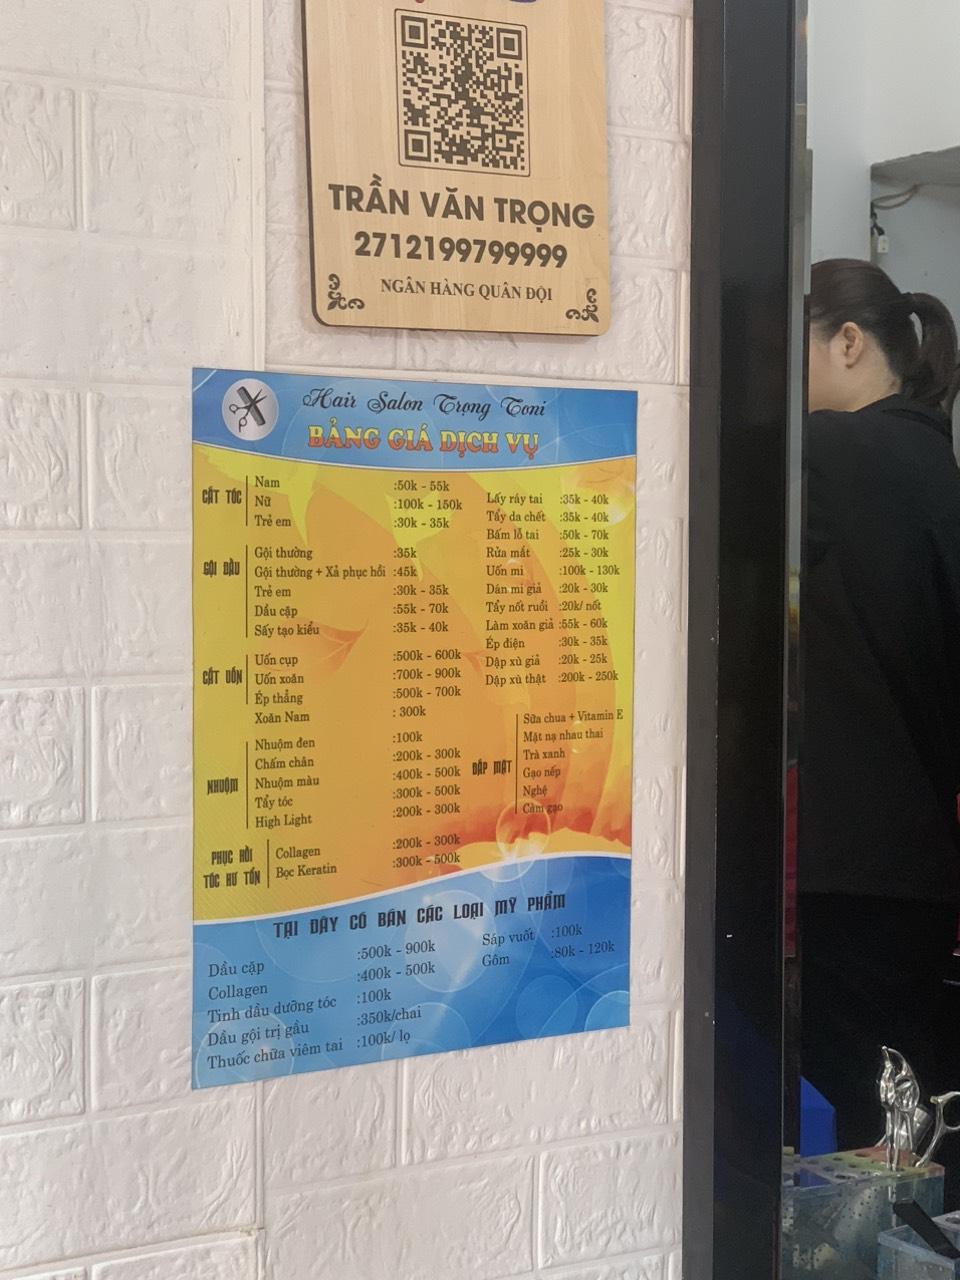 TRẦN VĂN TRỌNG
2712199799999
NGÂN HÀNG QUÂN ĐỘI
Hair Salon Trọng Toni
BẢNG GIÁ DỊCH VỤ
CẮT TÓC
Nam :50k - 55k
Nữ :100k - 150k
Trẻ em :30k - 35k
GỘI ĐẦU
Gội thường :35k
Gội thường + Xả phục hồi :45k
Trẻ em :30k - 35k
Dầu cặp :55k - 70k
Sấy tạo kiểu :35k - 40k
CẮT UỐN
Uốn cụp :500k - 600k
Uốn xoăn :700k - 900k
Ép thẳng :500k - 700k
Xoăn Nam : 300k
NHUỘM
Nhuộm đen :100k
Chấm chân :200k - 300k
Nhuộm màu :400k - 500k
Tẩy tóc :300k - 500k
High Light :200k - 300k
PHỤC HỒI
TÓC HƯ TỔN
Collagen :200k - 300k
Bọc Keratin :300k - 500k
Lấy ráy tai :35k - 40k
Tẩy da chết :35k - 40k
Bấm lỗ tai :50k - 70k
Rửa mắt :25k - 30k
Uốn mi :100k - 130k
Dán mi giả :20k - 30k
Tẩy nốt ruồi :20k/ nốt
Làm xoăn giả :55k - 60k
Ép điện :30k - 35k
Dập xù giả :20k - 25k
Dập xù thật :200k - 250k
ĐẮP MẶT
Sữa chua + Vitamin E
Mặt nạ nhau thai
Trà xanh
Gạo nếp
Nghệ
Cám gạo
TẠI ĐÂY CÓ BÁN CÁC LOẠI MỸ PHẨM
Dầu cặp :500k - 900k
Collagen :400k - 500k
Tinh dầu dưỡng tóc :100k
Dầu gội trị gầu :350k/chai
Thuốc chữa viêm tai :100k/ lọ
Sáp vuốt :100k
Gôm :80k - 120k